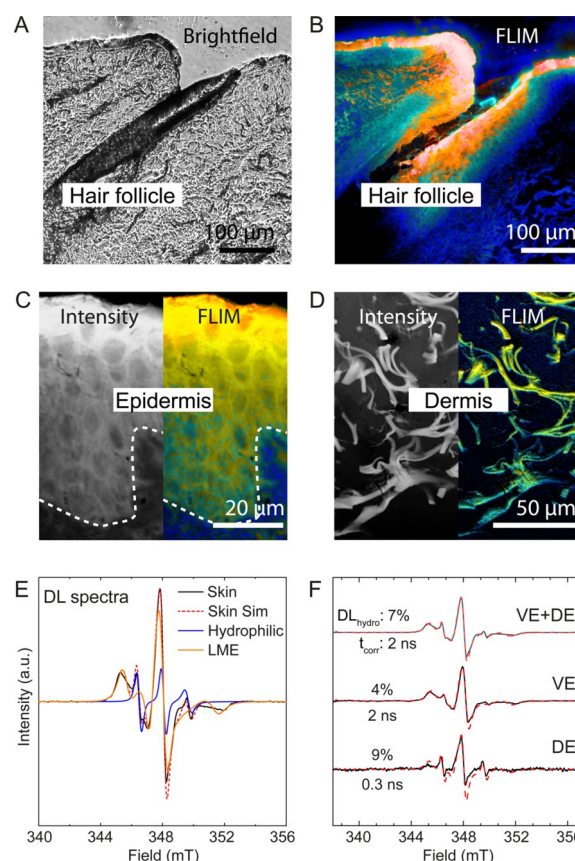 A
Brightfield
Hair follicle
100 µm
B
FLIM
Hair follicle
100 µm
C
Intensity
FLIM
Epidermis
20 µm
D
Intensity
FLIM
Dermis
50 µm
E
DL spectra
Skin
Skin Sim
Hydrophilic
LME
Intensity (a.u.)
340 344 348 352 356
Field (mT)
F
DLhydro: 7%
VE+DE
tcorr: 2 ns
4%
VE
2 ns
9%
DE
0.3 ns
340 344 348 352
Field (mT)